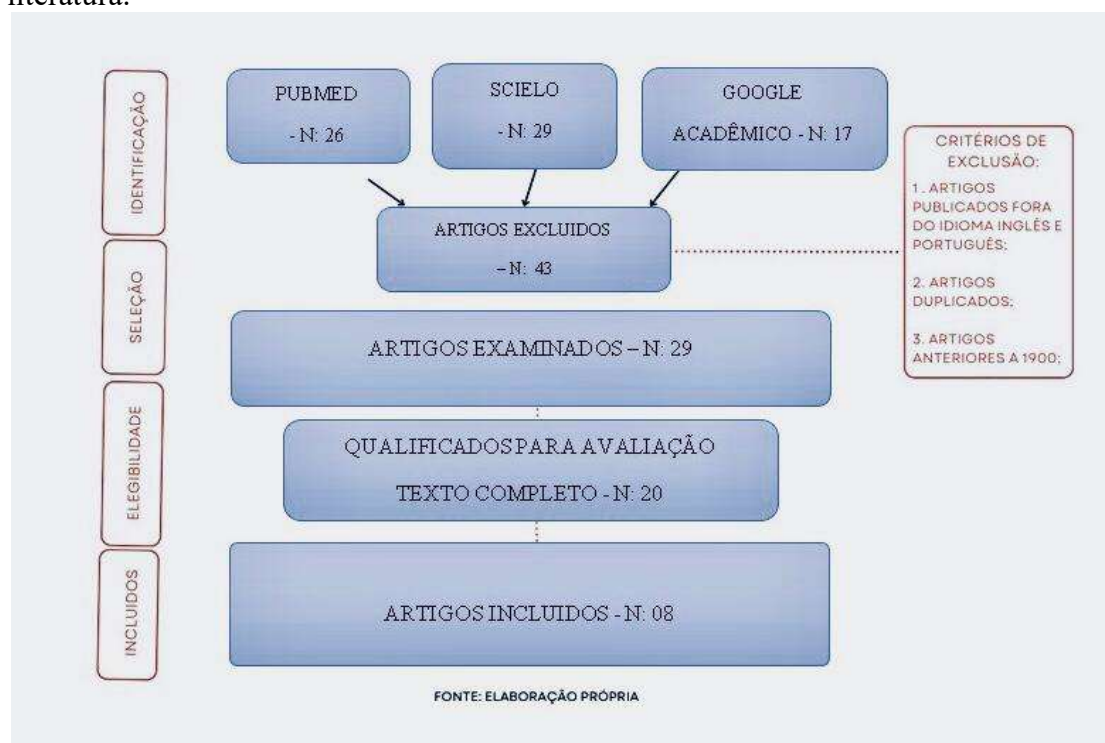 literatura.
IDENTIFICAÇÃO
PUBMED
- N: 26
SCIELO
- N: 29
GOOGLE
ACADÊMICO - N: 17
CRITÉRIOS DE
EXCLUSÃO:
1. ARTIGOS
PUBLICADOS FORA
DO IDIOMA INGLÊS E
PORTUGUÊS;
2. ARTIGOS
DUPLICADOS;
3. ARTIGOS
ANTERIORES A 1900;
ARTIGOS EXCLUIDOS
– N: 43
SELEÇÃO
ARTIGOS EXAMINADOS – N: 29
ELEGIBILIDADE
QUALIFICADOS PARA AVALIAÇÃO
TEXTO COMPLETO - N: 20
INCLUIDOS
ARTIGOS INCLUIDOS - N: 08
FONTE: ELABORAÇÃO PRÓPRIA